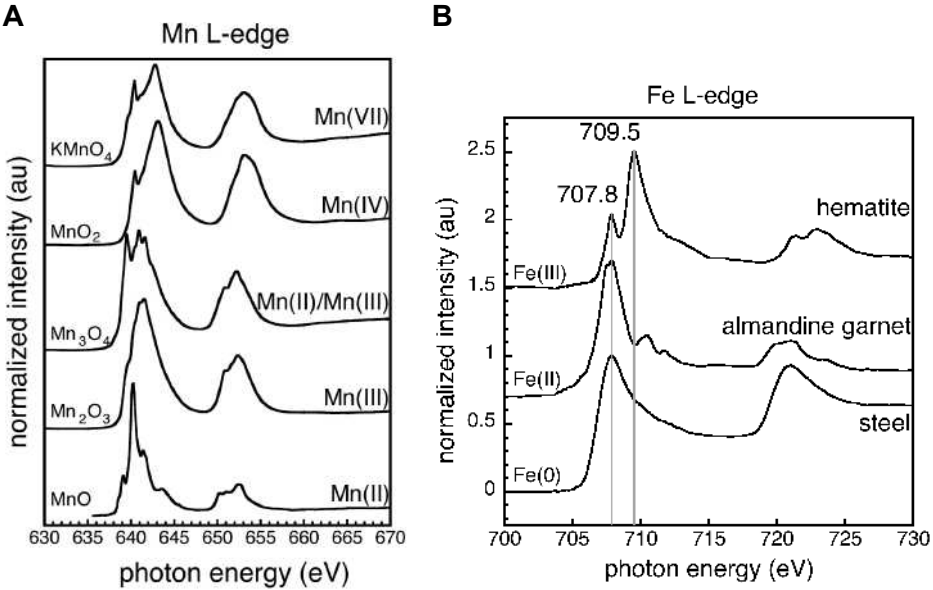 A
Mn L-edge
normalized intensity (au)
KMnO4
Mn(VII)
MnO2
Mn(IV)
Mn3O4
Mn(II)/Mn(III)
Mn2O3
Mn(III)
MnO
Mn(II)
630 635 640 645 650 655 660 665 670
photon energy (eV)
B
Fe L-edge
709.5
707.8
normalized intensity (au)
2.5
2
1.5
1
0.5
0
hematite
Fe(III)
almandine garnet
Fe(II)
steel
Fe(0)
700 705 710 715 720 725 730
photon energy (eV)